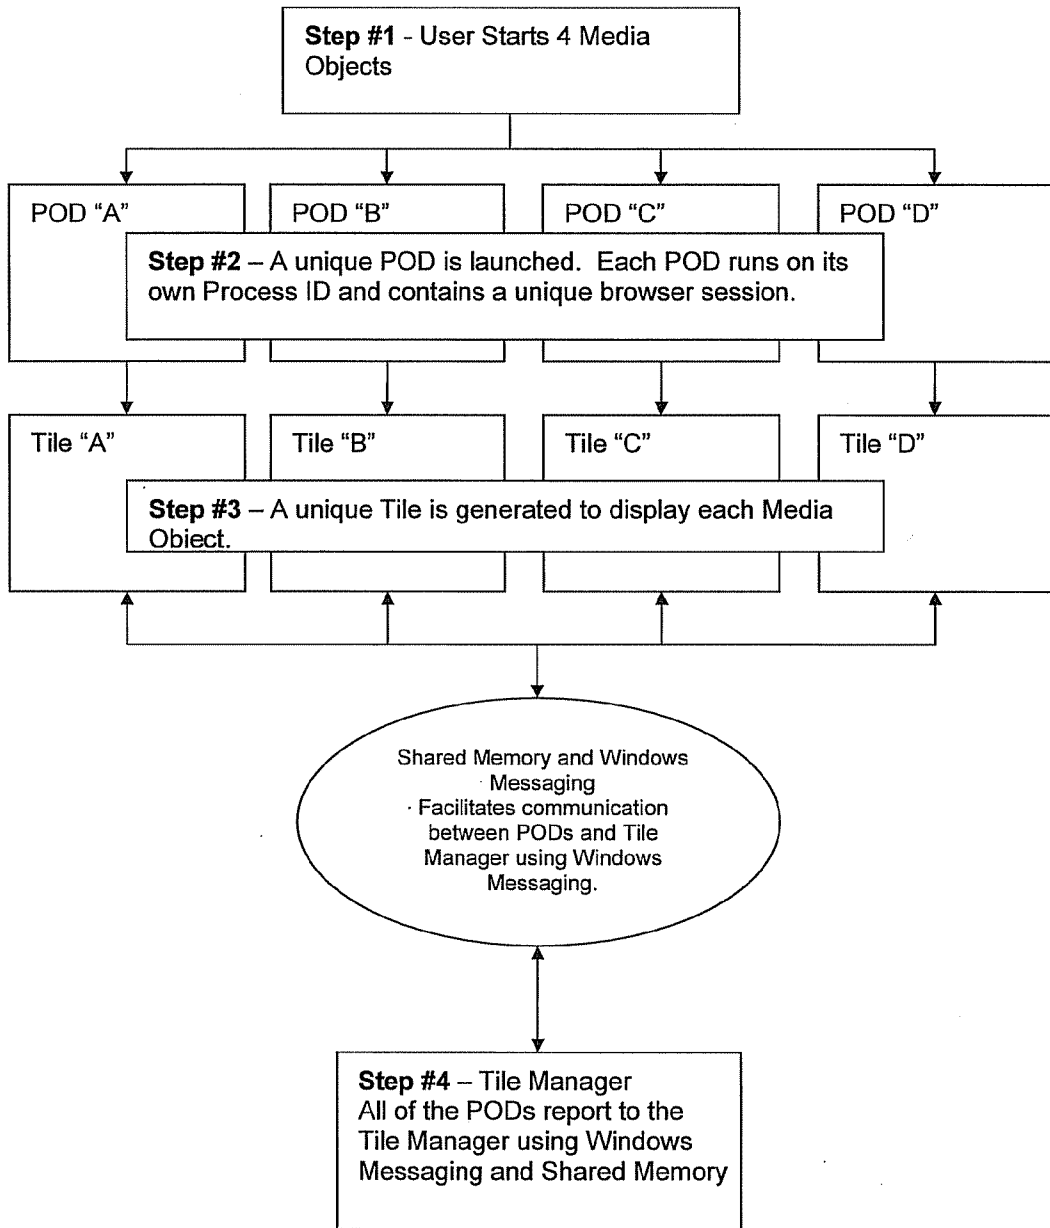 Step #1 - User Starts 4 Media
Objects
POD “A”
POD “B”
POD “C”
POD “D”
Step #2 – A unique POD is launched. Each POD runs on its
own Process ID and contains a unique browser session.
Tile “A”
Tile “B”
Tile “C”
Tile “D”
Step #3 – A unique Tile is generated to display each Media
Object.
Shared Memory and Windows
Messaging
Facilitates communication
between PODs and Tile
Manager using Windows
Messaging.
Step #4 – Tile Manager
All of the PODs report to the
Tile Manager using Windows
Messaging and Shared Memory